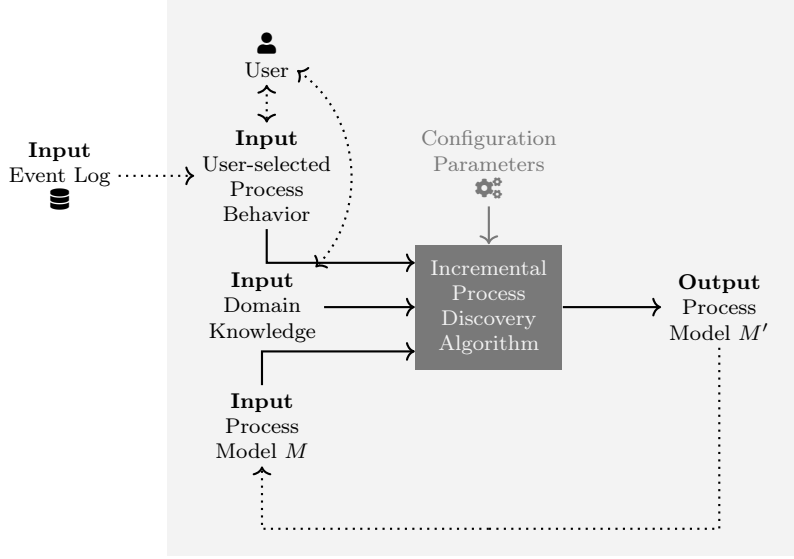 User
Input
Event Log
Input
User-selected
Process
Behavior
Configuration
Parameters
Input
Domain
Knowledge
Incremental
Process
Discovery
Algorithm
Output
Process
Model M′
Input
Process
Model M